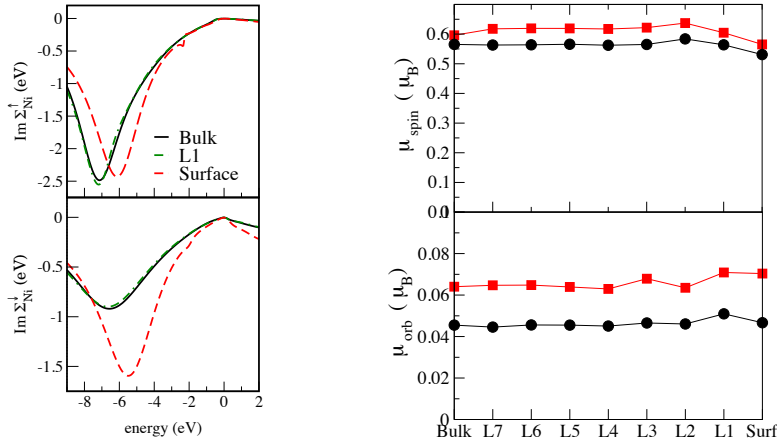 0
-0.5
-1
-1.5
-2
-2.5
Im Σ↑Ni (eV)
Bulk
L1
Surface
0
-0.5
-1
-1.5
Im Σ↓Ni (eV)
-8 -6 -4 -2 0 2
energy (eV)
0.6
0.5
0.4
0.3
0.2
0.1
0
μspin ( μB)
0.08
0.06
0.04
0.02
0
μorb ( μB)
Bulk L7 L6 L5 L4 L3 L2 L1 Surf